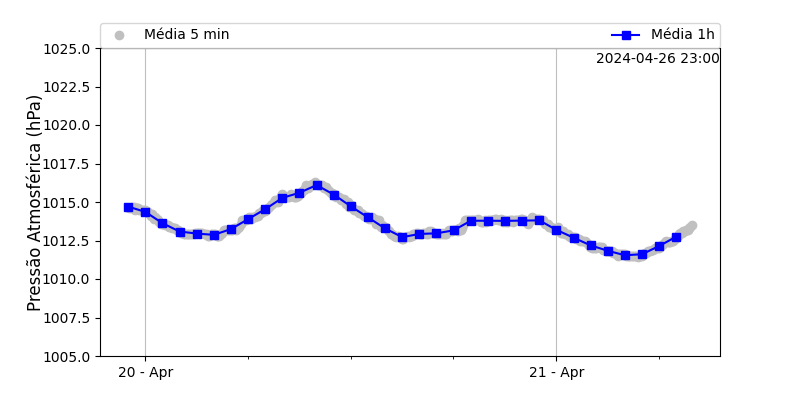 Média 5 min
Média 1h
2024-04-26 23:00
Pressão Atmosférica (hPa)
1025.0
1022.5
1020.0
1017.5
1015.0
1012.5
1010.0
1007.5
1005.0
20 - Apr
21 - Apr